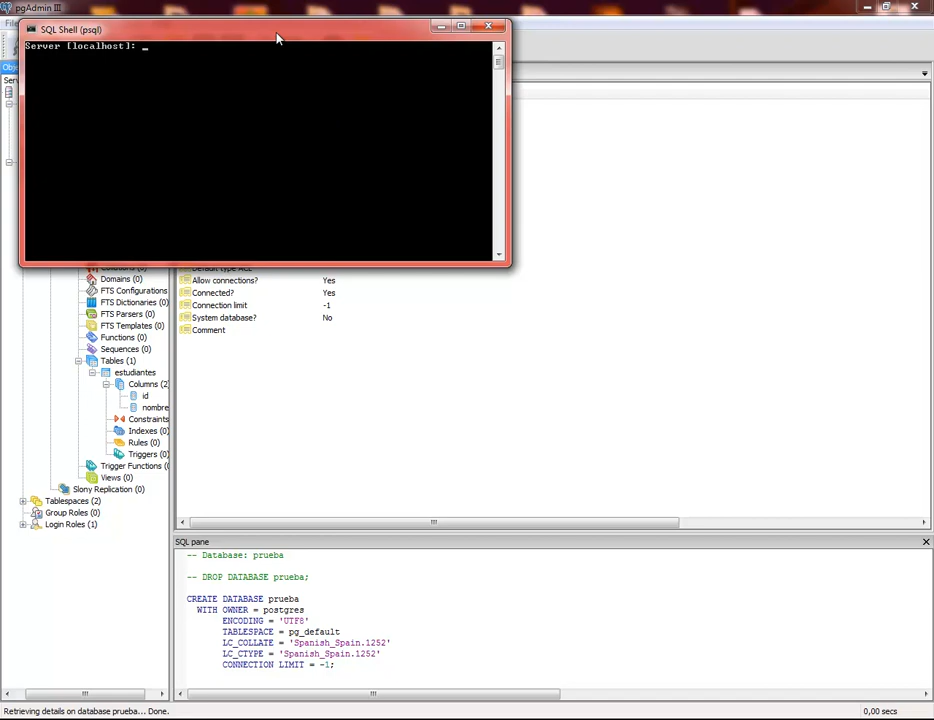 pgAdmin III
SQL Shell (psql)
Server [localhost]: _
Allow connections? Yes
Connected? Yes
Connection limit -1
System database? No
Comment
Domains (0)
FTS Configurations
FTS Dictionaries (0)
FTS Parsers (0)
FTS Templates (0)
Functions (0)
Sequences (0)
Tables (1)
estudiantes
Columns (2)
id
nombre
Constraints
Indexes (0)
Rules (0)
Triggers (0)
Trigger Functions (0)
Views (0)
Slony Replication (0)
Tablespaces (2)
Group Roles (0)
Login Roles (1)
SQL pane
-- Database: prueba
-- DROP DATABASE prueba;
CREATE DATABASE prueba
WITH OWNER = postgres
ENCODING = 'UTF8'
TABLESPACE = pg_default
LC_COLLATE = 'Spanish_Spain.1252'
LC_CTYPE = 'Spanish_Spain.1252'
CONNECTION LIMIT = -1;
Retrieving details on database prueba... Done.
0,00 secs